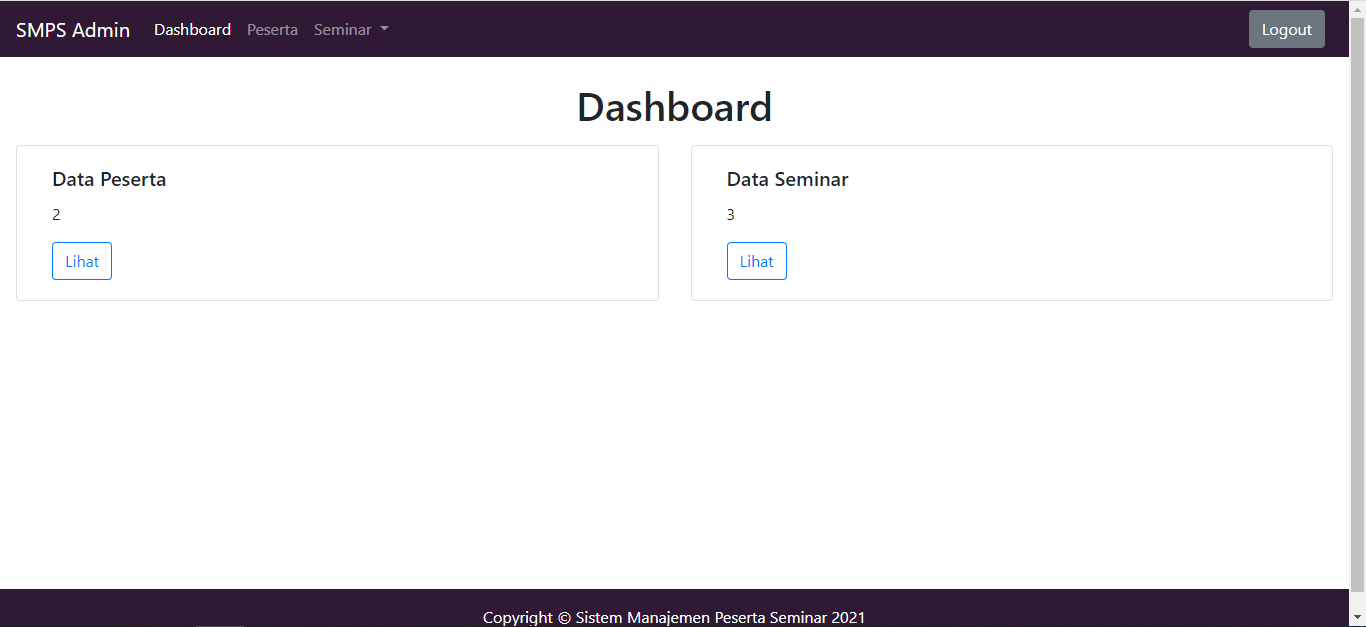 SMPS Admin Dashboard Peserta Seminar Logout
Dashboard
Data Peserta
2
Lihat
Data Seminar
3
Lihat
Copyright © Sistem Manajemen Peserta Seminar 2021